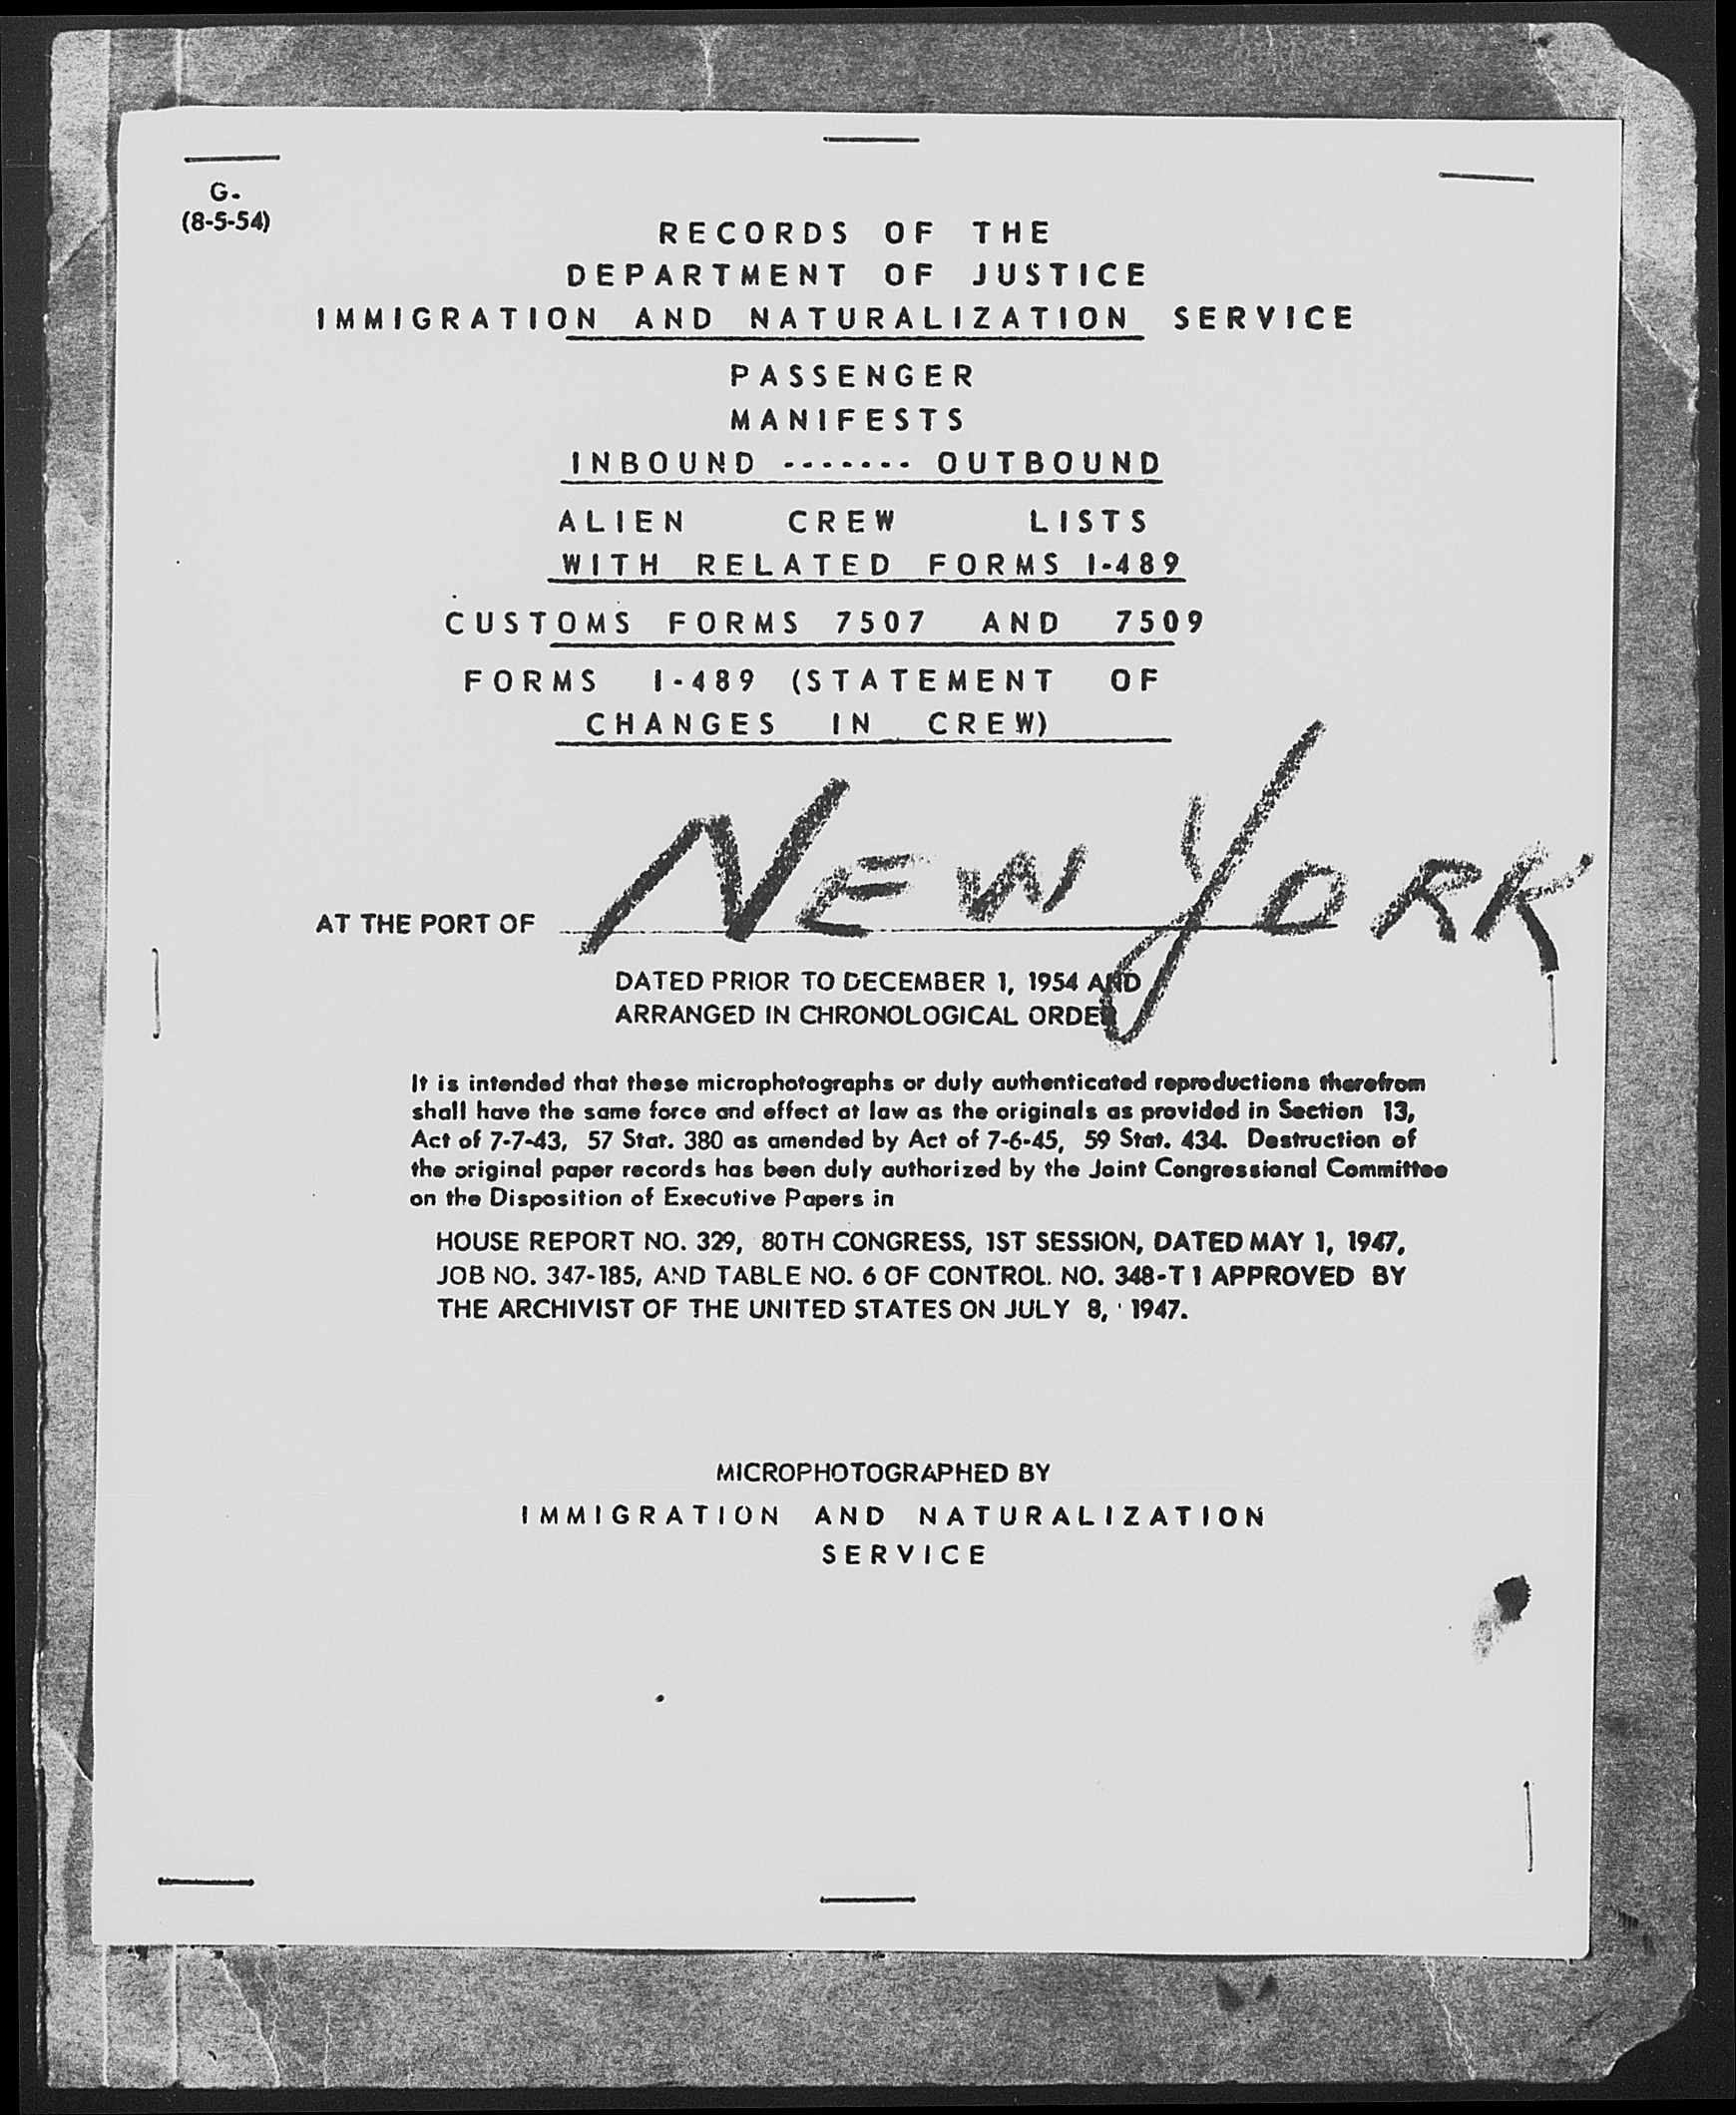 G.
(8-5-54)
RECORDS OF THE
DEPARTMENT OF JUSTICE
IMMIGRATION AND NATURALIZATION SERVICE
PASSENGER
MANIFESTS
INBOUND ------- OUTBOUND
ALIEN CREW LISTS
WITH RELATED FORMS I-489
CUSTOMS FORMS 7507 AND 7509
FORMS I-489 (STATEMENT OF
CHANGES IN CREW)
AT THE PORT OF NEW YORK
DATED PRIOR TO DECEMBER 1, 1954 AND
ARRANGED IN CHRONOLOGICAL ORDER
It is intended that these microphotographs or duly authenticated reproductions therefrom
shall have the same force and effect at law as the originals as provided in Section 13,
Act of 7-7-43, 57 Stat. 380 as amended by Act of 7-6-45, 59 Stat. 434. Destruction of
the original paper records has been duly authorized by the Joint Congressional Committee
on the Disposition of Executive Papers in
HOUSE REPORT NO. 329, 80TH CONGRESS, 1ST SESSION, DATED MAY 1, 1947,
JOB NO. 347-185, AND TABLE NO. 6 OF CONTROL NO. 348-T1 APPROVED BY
THE ARCHIVIST OF THE UNITED STATES ON JULY 8, 1947.
MICROPHOTOGRAPHED BY
IMMIGRATION AND NATURALIZATION
SERVICE